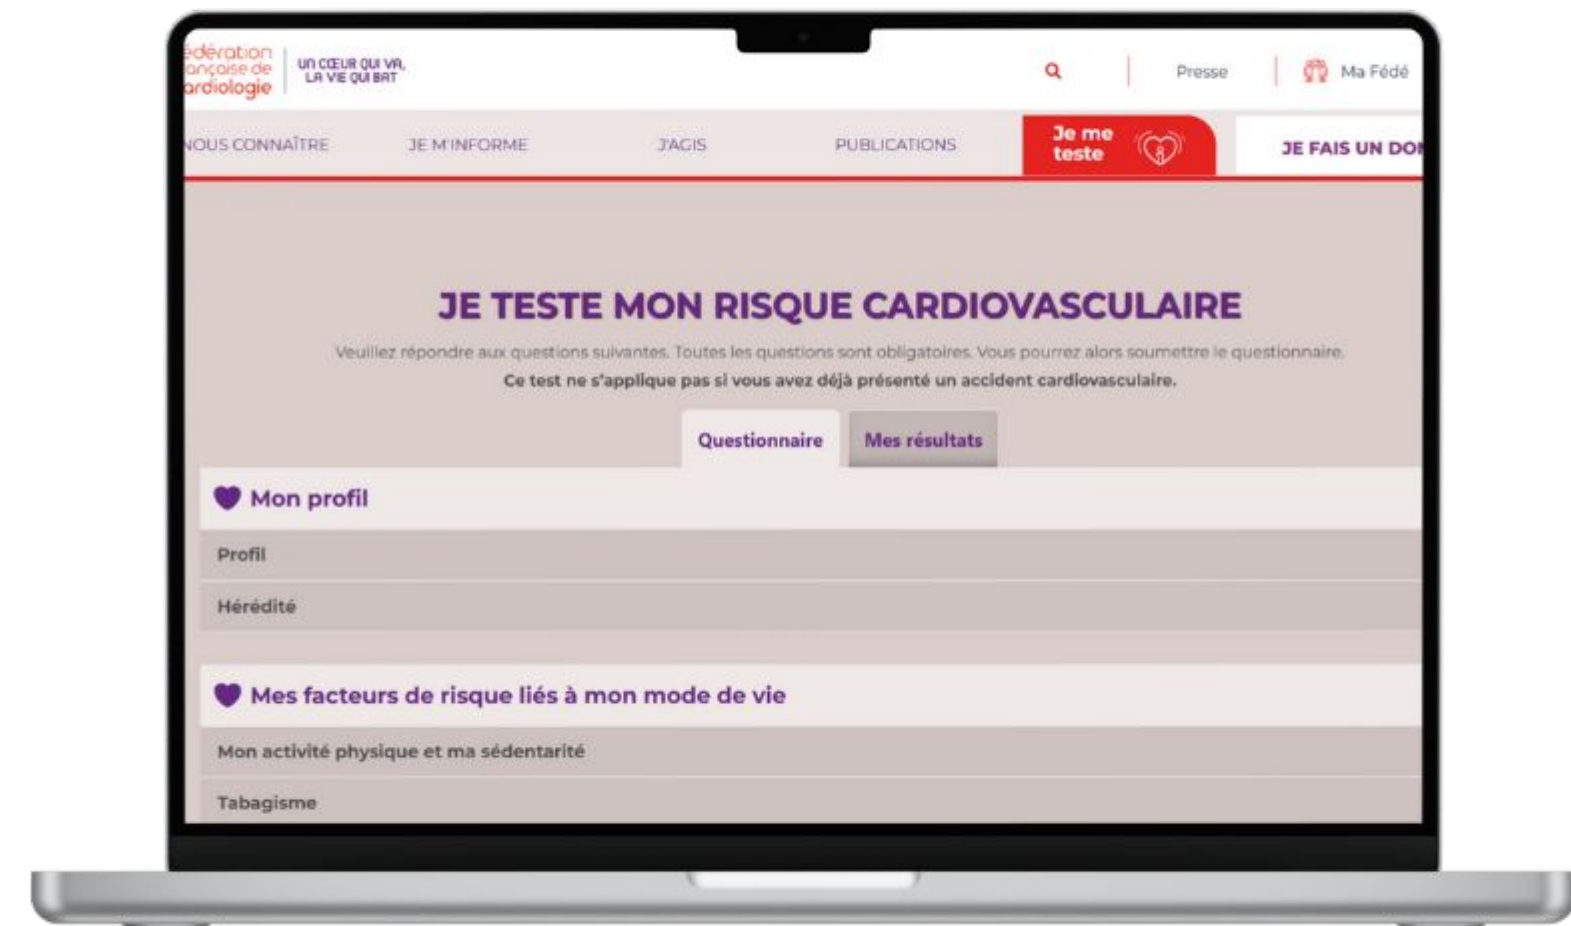 édération
ançaise de
ardiologie
UN CŒUR QUI VA,
LA VIE QUI BAT
Presse
Ma Fédé
NOUS CONNAÎTRE
JE M'INFORME
J'AGIS
PUBLICATIONS
Je me
teste
JE FAIS UN DON
JE TESTE MON RISQUE CARDIOVASCULAIRE
Veuillez répondre aux questions suivantes. Toutes les questions sont obligatoires. Vous pourrez alors soumettre le questionnaire.
Ce test ne s'applique pas si vous avez déjà présenté un accident cardiovasculaire.
Questionnaire
Mes résultats
Mon profil
Profil
Hérédité
Mes facteurs de risque liés à mon mode de vie
Mon activité physique et ma sédentarité
Tabagisme